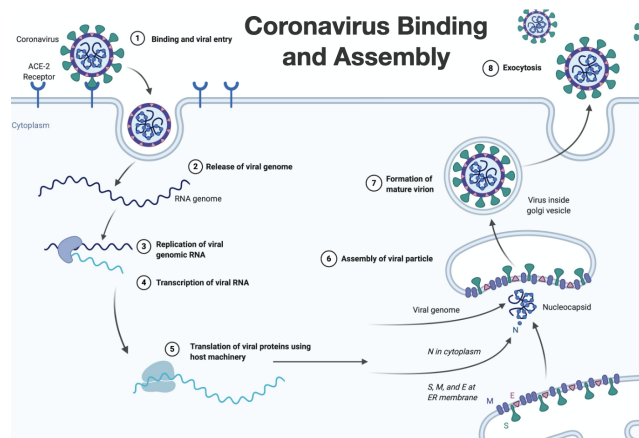 Coronavirus Binding
and Assembly
Coronavirus
1 Binding and viral entry
ACE-2
Receptor
Cytoplasm
2 Release of viral genome
RNA genome
3 Replication of viral
genomic RNA
4 Transcription of viral RNA
5 Translation of viral proteins using
host machinery
6 Assembly of viral particle
Viral genome
Nucleocapsid
N
N in cytoplasm
S, M, and E at
ER membrane
M
E
S
7 Formation of
mature virion
Virus inside
golgi vesicle
8 Exocytosis